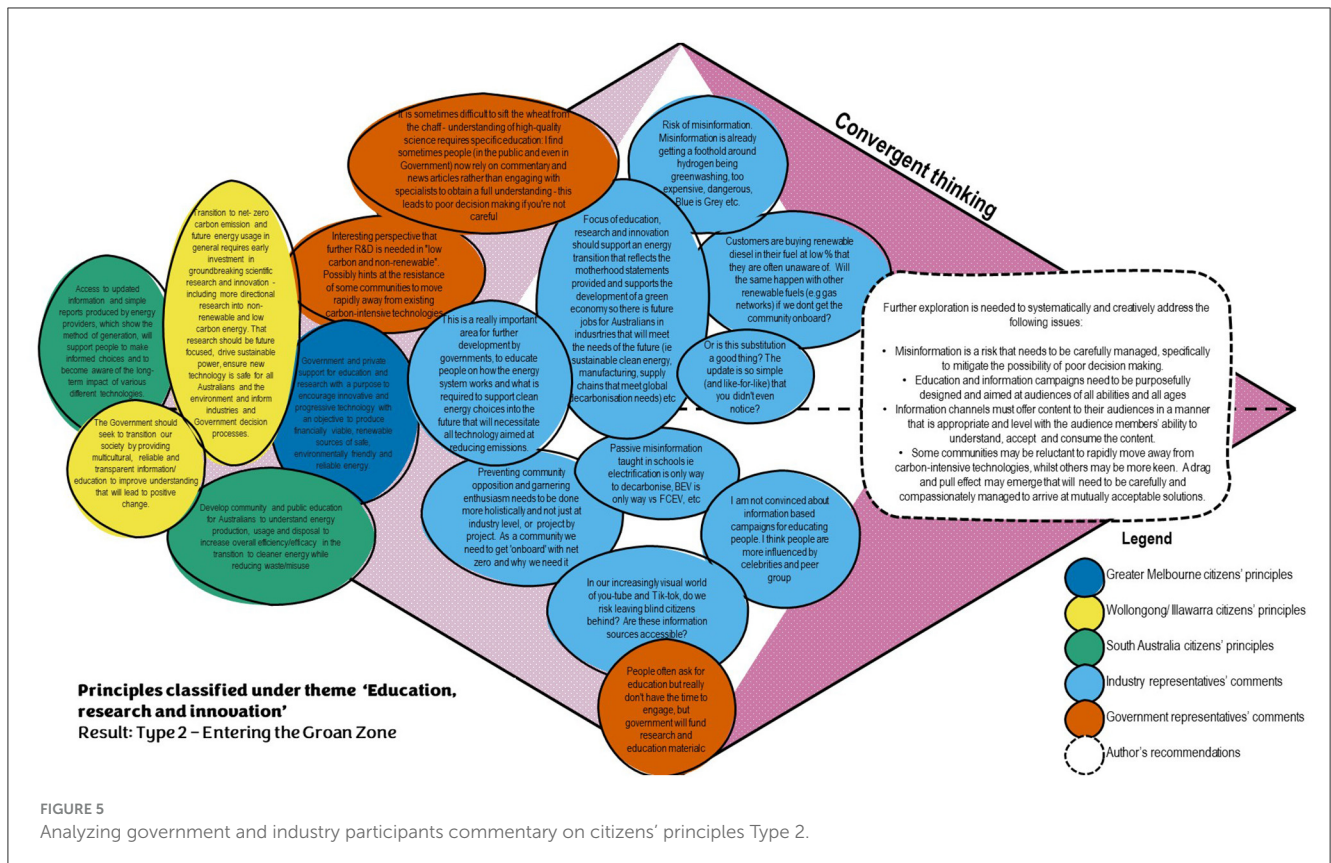 It is sometimes difficult to sift the wheat from
the chaff - understanding of high-quality
science requires specific education: I find
sometimes people (in the public and even in
Government) now rely on commentary and
news articles rather than engaging with
specialists to obtain a full understanding - this
leads to poor decision making if you're not
careful
Risk of misinformation.
Misinformation is already
getting a foothold around
hydrogen being
greenwashing, too
expensive, dangerous,
Blue is Grey etc.
Convergent thinking
Transition to net- zero
carbon emission and
future energy usage in
general requires early
investment in
groundbreaking scientific
research and innovation -
including more directional
research into non-
renewable and low
carbon energy. That
research should be future
focused, drive sustainable
power, ensure new
technology is safe for all
Australians and the
environment and inform
industries and
Government decision
processes.
Interesting perspective that
further R&D is needed in "low
carbon and non-renewable".
Possibly hints at the resistance
of some communities to move
rapidly away from existing
carbon-intensive technologies
Focus of education,
research and innovation
should support an energy
transition that reflects the
motherhood statements
provided and supports the
development of a green
economy so there is future
jobs for Australians in
indusrtries that will meet
the needs of the future (ie
sustainable clean energy,
manufacturing, supply
chains that meet global
decarbonisation needs) etc
Customers are buying renewable
diesel in their fuel at low % that
they are often unaware of. Will
the same happen with other
renewable fuels (e.g gas
networks) if we dont get the
community onboard?
Access to updated
information and simple
reports produced by energy
providers, which show the
method of generation, will
support people to make
informed choices and to
become aware of the long-
term impact of various
different technologies.
Government and private
support for education and
research with a purpose to
encourage innovative and
progressive technology with
an objective to produce
financially viable, renewable
sources of safe,
environmentally friendly and
reliable energy
This is a really important
area for further
development by
governments, to educate
people on how the energy
system works and what is
required to support clean
energy choices into the
future that will necessitate
all technology aimed at
reducing emissions.
Or is this substitution
a good thing? The
update is so simple
(and like-for-like) that
you didn't even
notice?
Further exploration is needed to systematically and creatively address the
following issues:
• Misinformation is a risk that needs to be carefully managed, specifically
to mitigate the possibility of poor decision making.
• Education and information campaigns need to be purposefully
designed and aimed at audiences of all abilities and all ages
• Information channels must offer content to their audiences in a manner
that is appropriate and level with the audience members' ability to
understand, accept and consume the content.
• Some communities may be reluctant to rapidly move away from
carbon-intensive technologies, whilst others may be more keen. A drag
and pull effect may emerge that will need to be carefully and
compassionately managed to arrive at mutually acceptable solutions.
The Government should
seek to transition our
society by providing
multicultural, reliable and
transparent information/
education to improve understanding
that will lead to positive
change.
Develop community and public education
for Australians to understand energy
production, usage and disposal to
increase overall efficiency/efficacy in the
transition to cleaner energy while
reducing waste/misuse
Preventing community
opposition and garnering
enthusiasm needs to be done
more holistically and not just at
industry level, or project by
project. As a community we
need to get 'onboard' with net
zero and why we need it
Passive misinformation
taught in schools ie
electrification is only way
to decarbonise, BEV is
only way vs FCEV, etc
I am not convinced about
information based
campaigns for educating
people. I think people are
more influenced by
celebrities and peer
group
In our increasingly visual world
of you-tube and Tik-tok, do we
risk leaving blind citizens
behind? Are these information
sources accessible?
People often ask for
education but really
don't have the time to
engage, but
government will fund
research and
education materialc
Legend
Greater Melbourne citizens' principles
Wollongong/ Illawarra citizens' principles
South Australia citizens' principles
Industry representatives' comments
Government representatives' comments
Author's recommendations
Principles classified under theme 'Education,
research and innovation'
Result: Type 2 – Entering the Groan Zone
FIGURE 5
Analyzing government and industry participants commentary on citizens' principles Type 2.